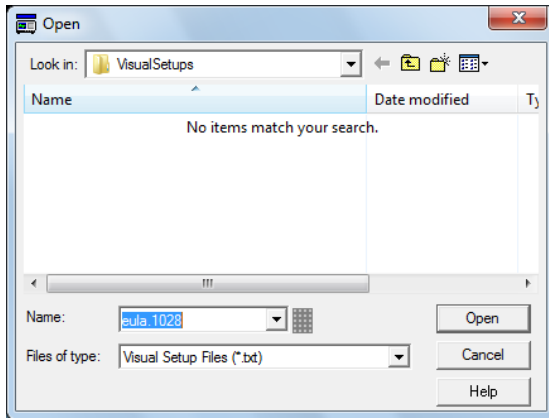 Open
Look in: VisualSetups
Name Date modified Ty
No items match your search.
Name: eula.1028 Open
Files of type: Visual Setup Files (*.txt) Cancel
Help